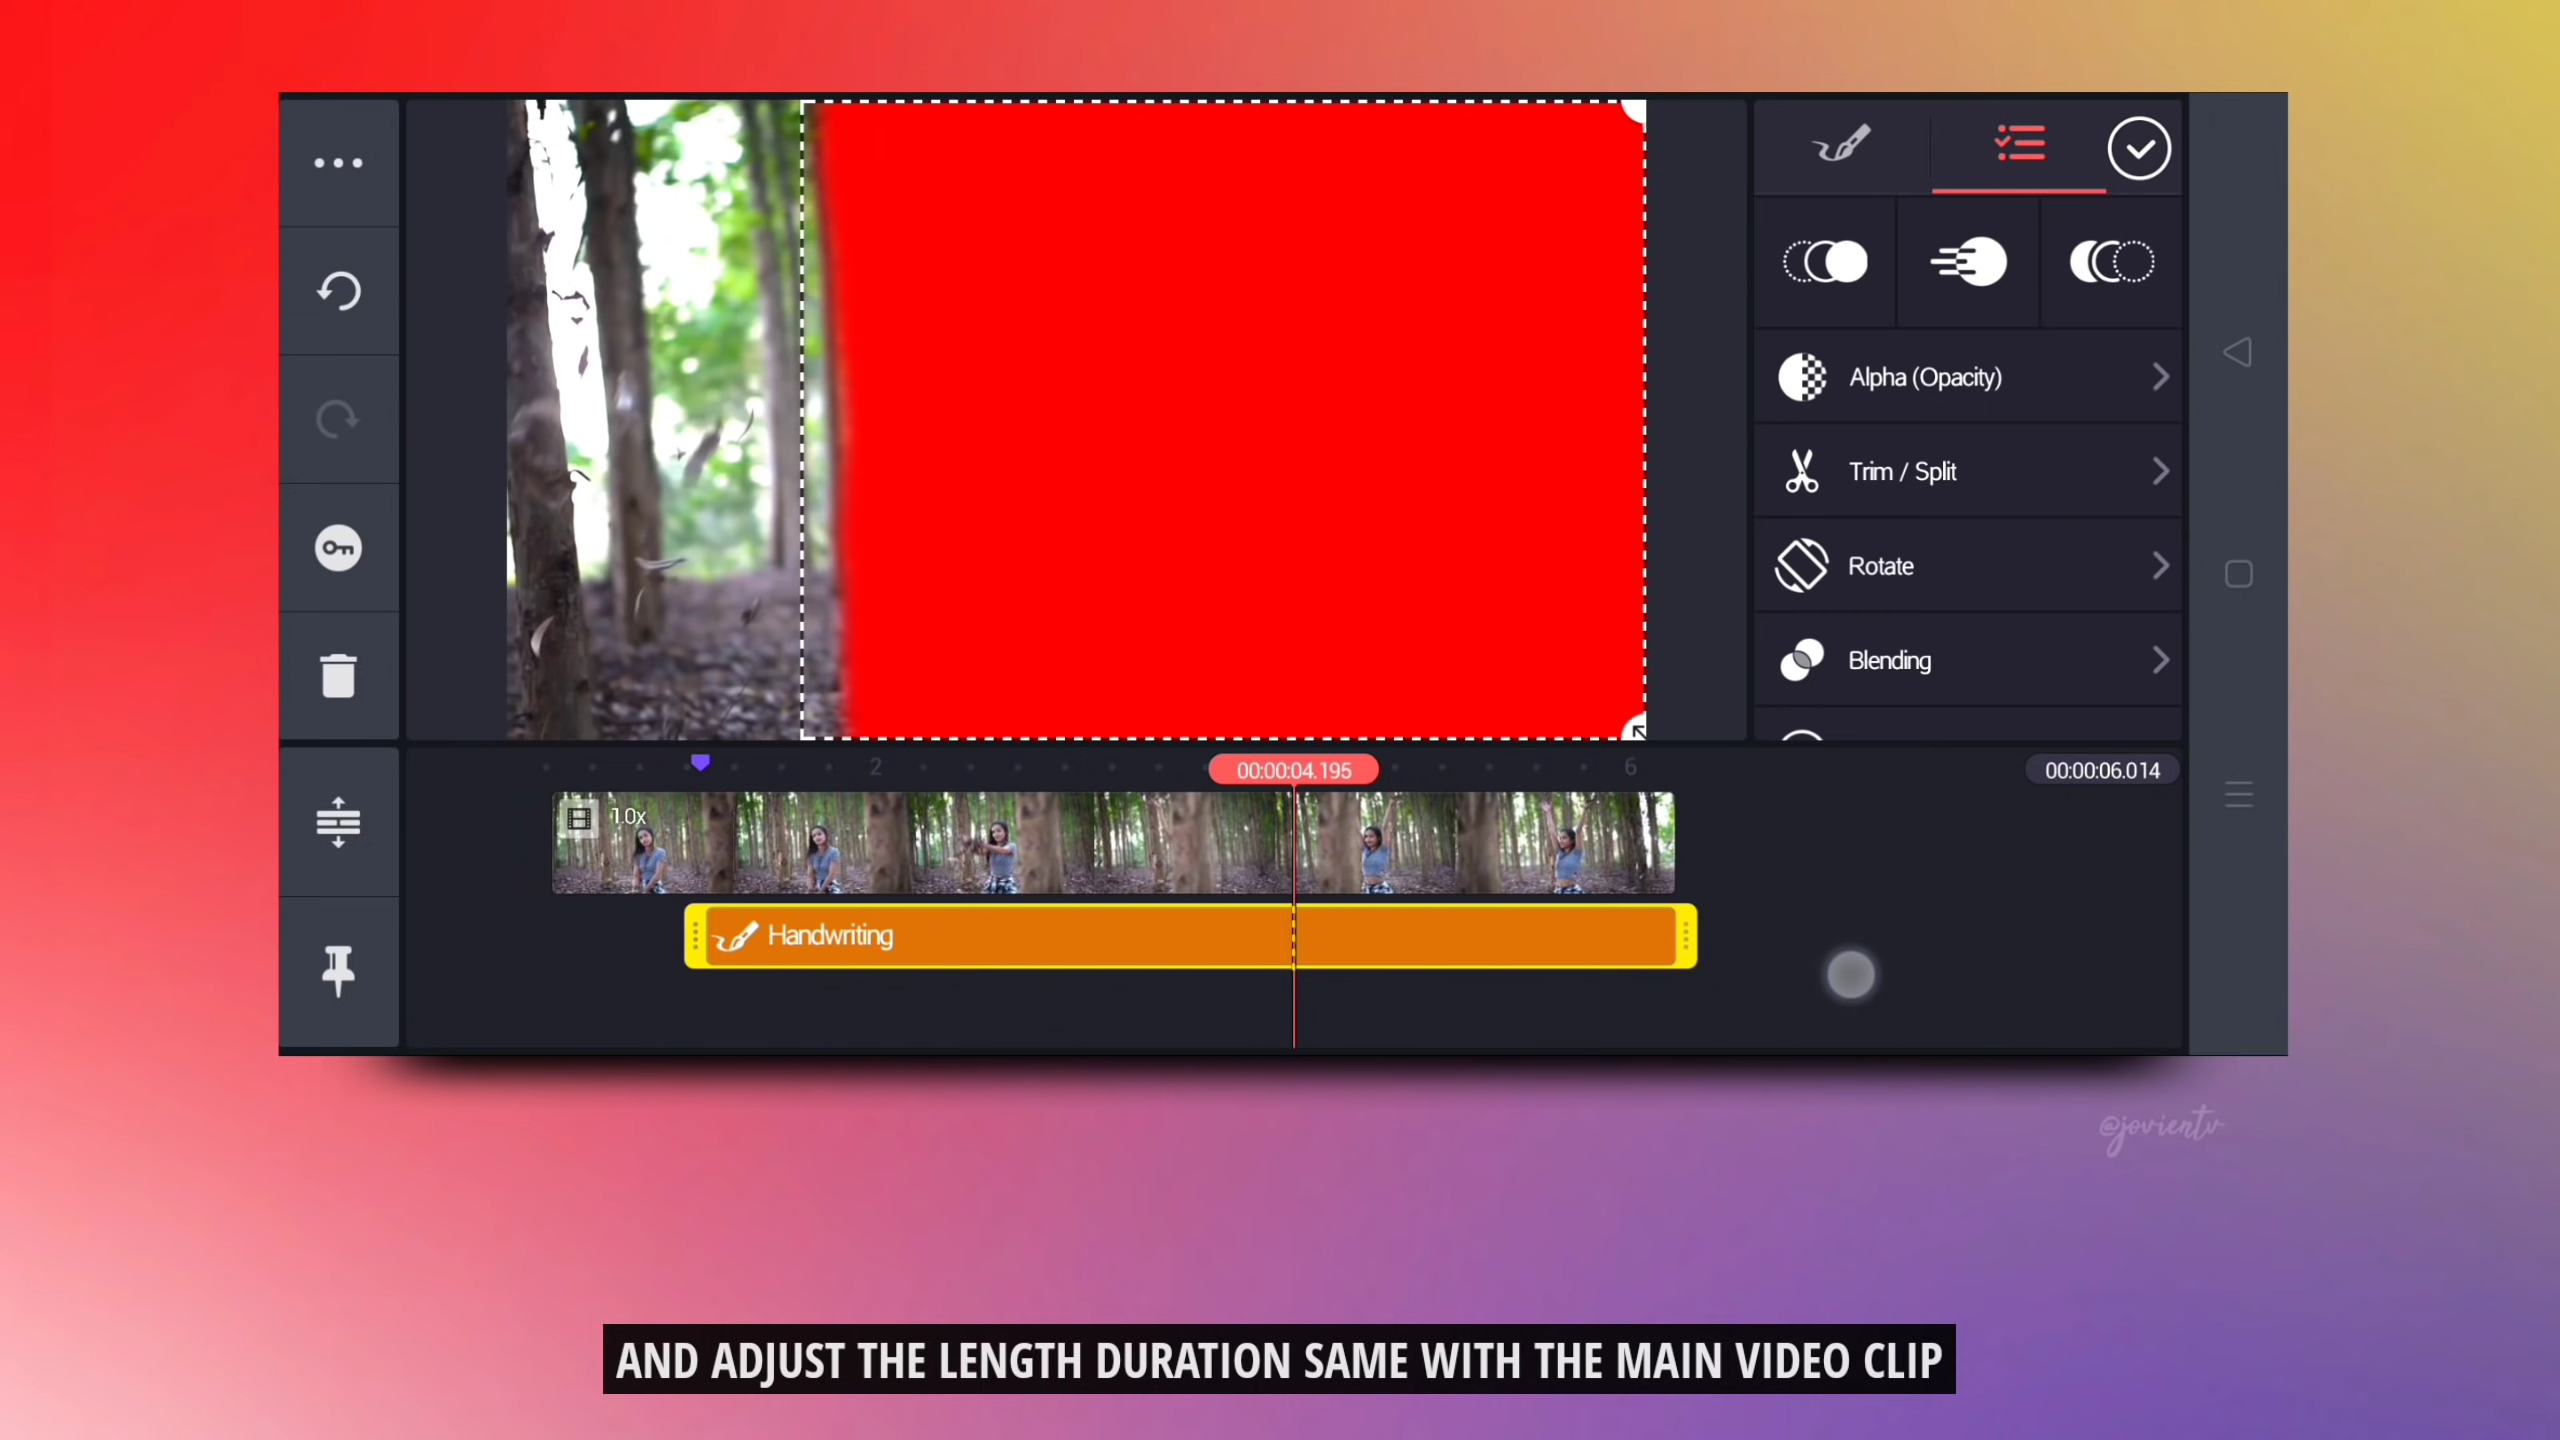 Alpha (Opacity)
Trim / Split
Rotate
Blending
2
00:00:04.195
6
00:00:06.014
1.0x
Handwriting
@jovientv
AND ADJUST THE LENGTH DURATION SAME WITH THE MAIN VIDEO CLIP